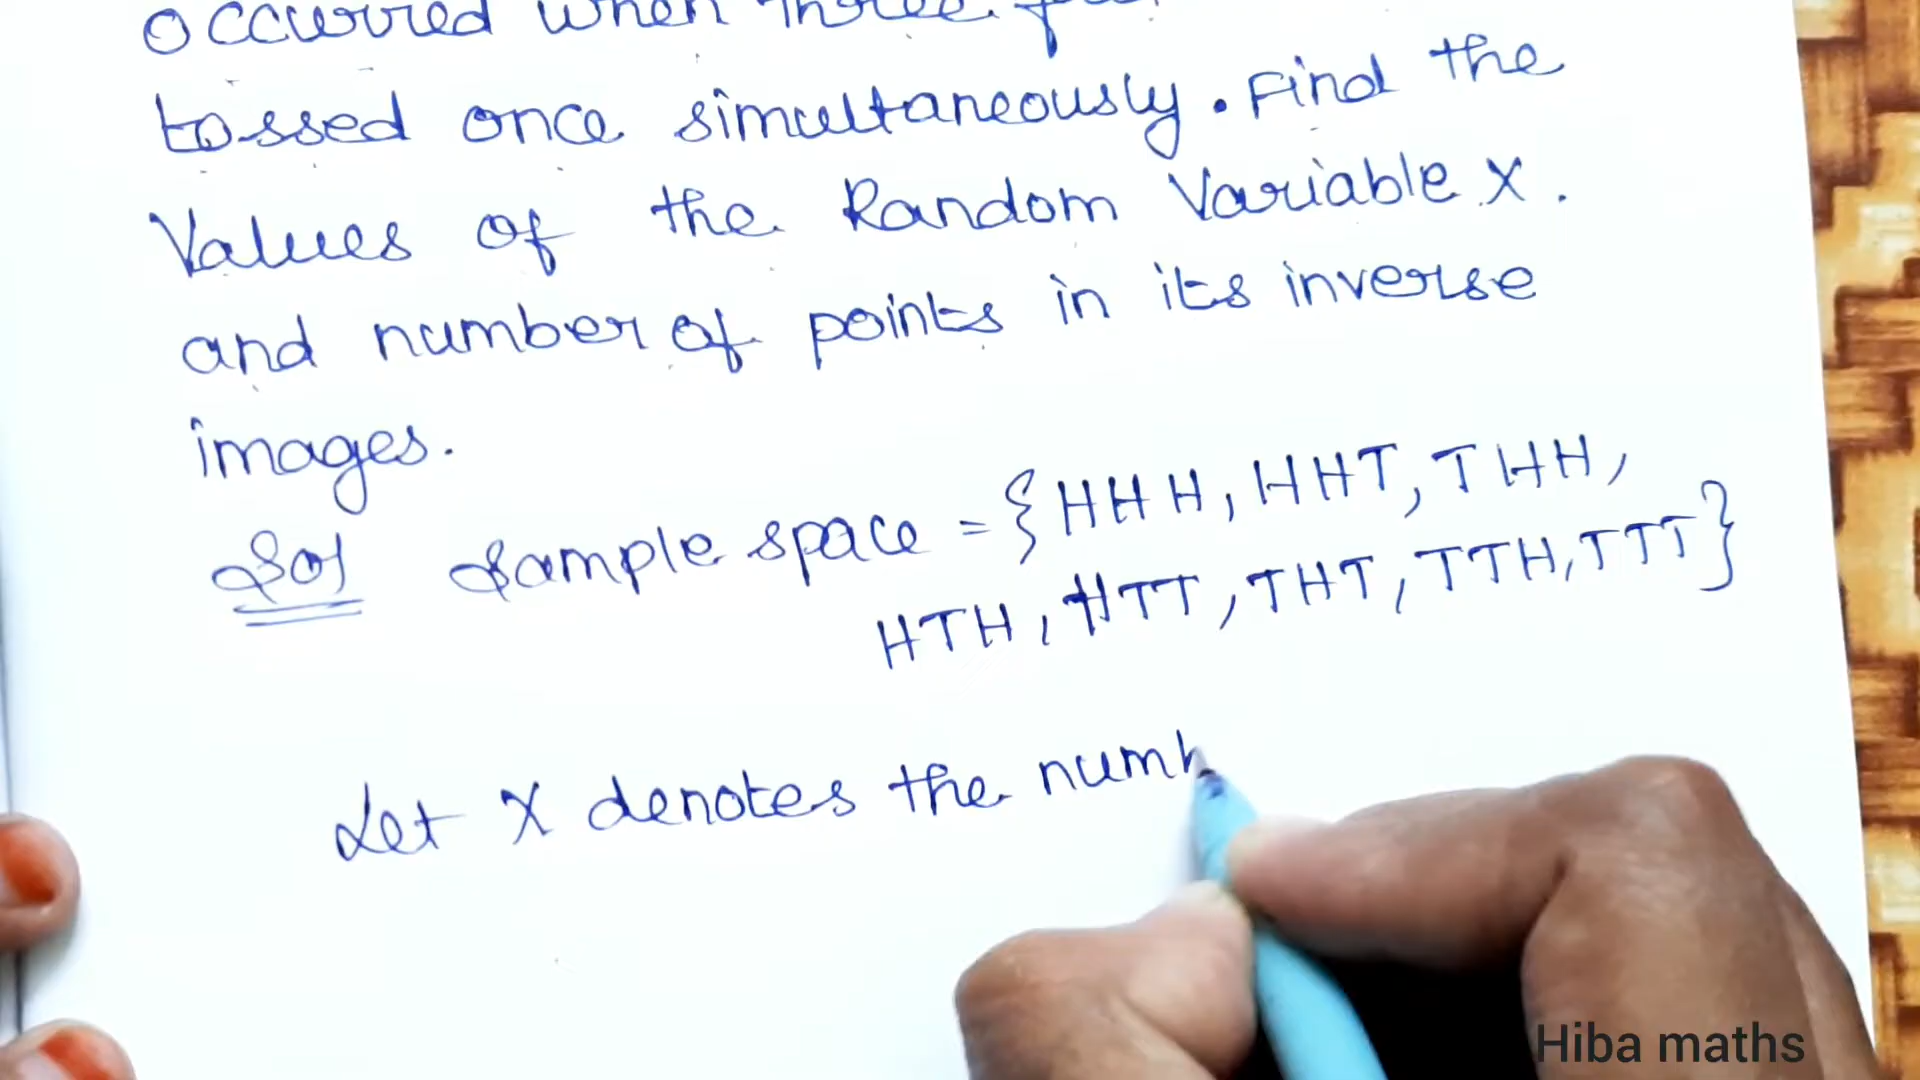 occurred when three
tossed once simultaneously. Find the
Values of the Random Variable X.
and number of points in its inverse
images.
Sol Sample space = {HHH, HHT, THH,
HTH, HTT, THT, TTH, TTT}
Let X denotes the numb
Hiba maths